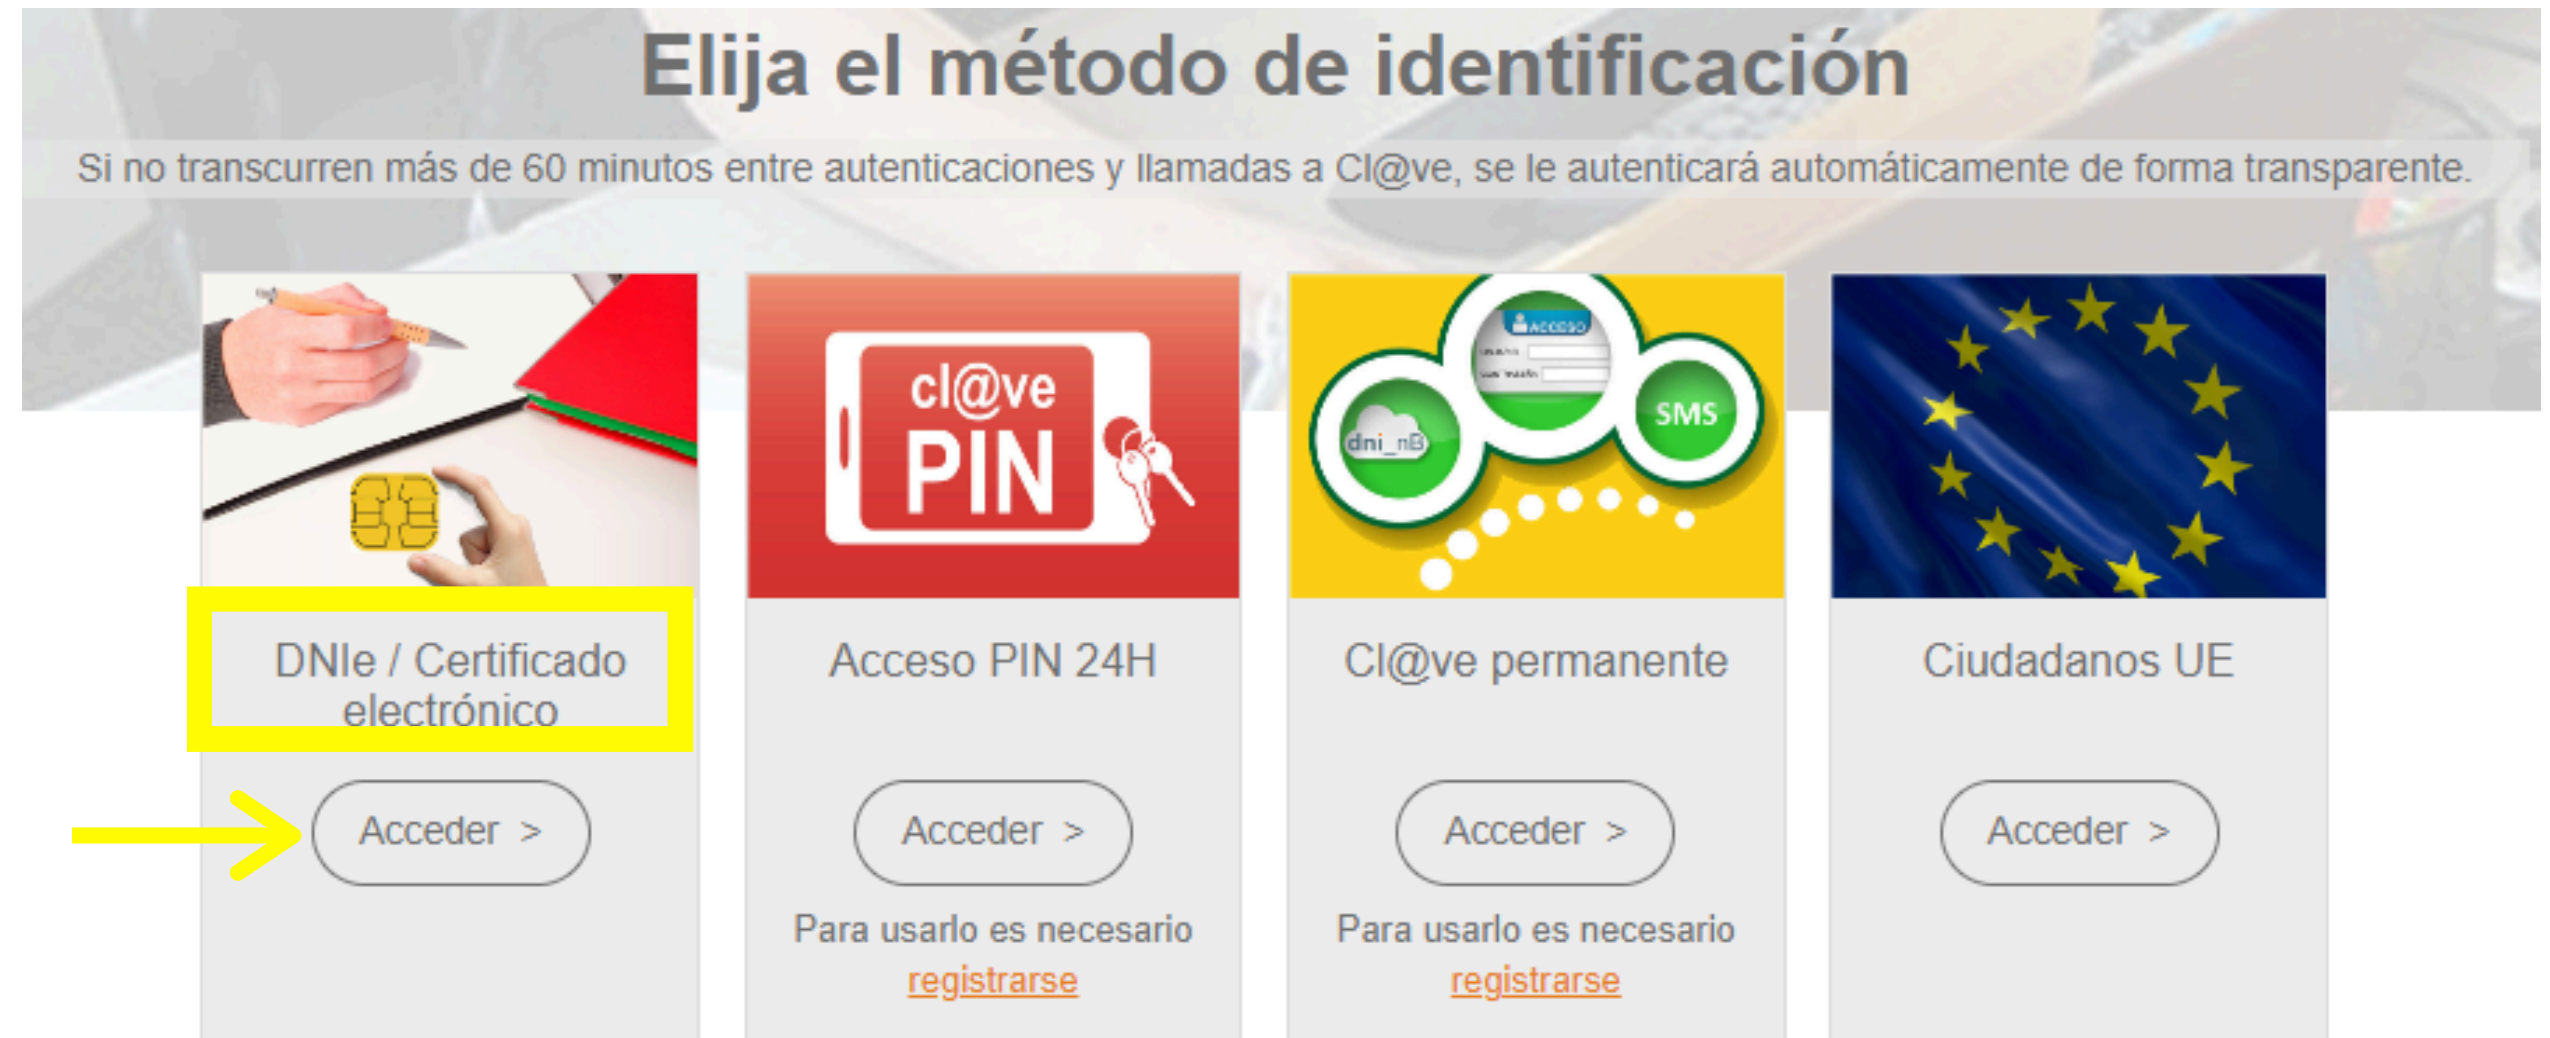 Elija el método de identificación
Si no transcurren más de 60 minutos entre autenticaciones y llamadas a Cl@ve, se le autenticará automáticamente de forma transparente.
cl@ve
PIN
ACCESO
dni_nB
SMS
DNIe / Certificado
electrónico
Acceso PIN 24H
Cl@ve permanente
Ciudadanos UE
Acceder >
Acceder >
Acceder >
Acceder >
Para usarlo es necesario
registrarse
Para usarlo es necesario
registrarse